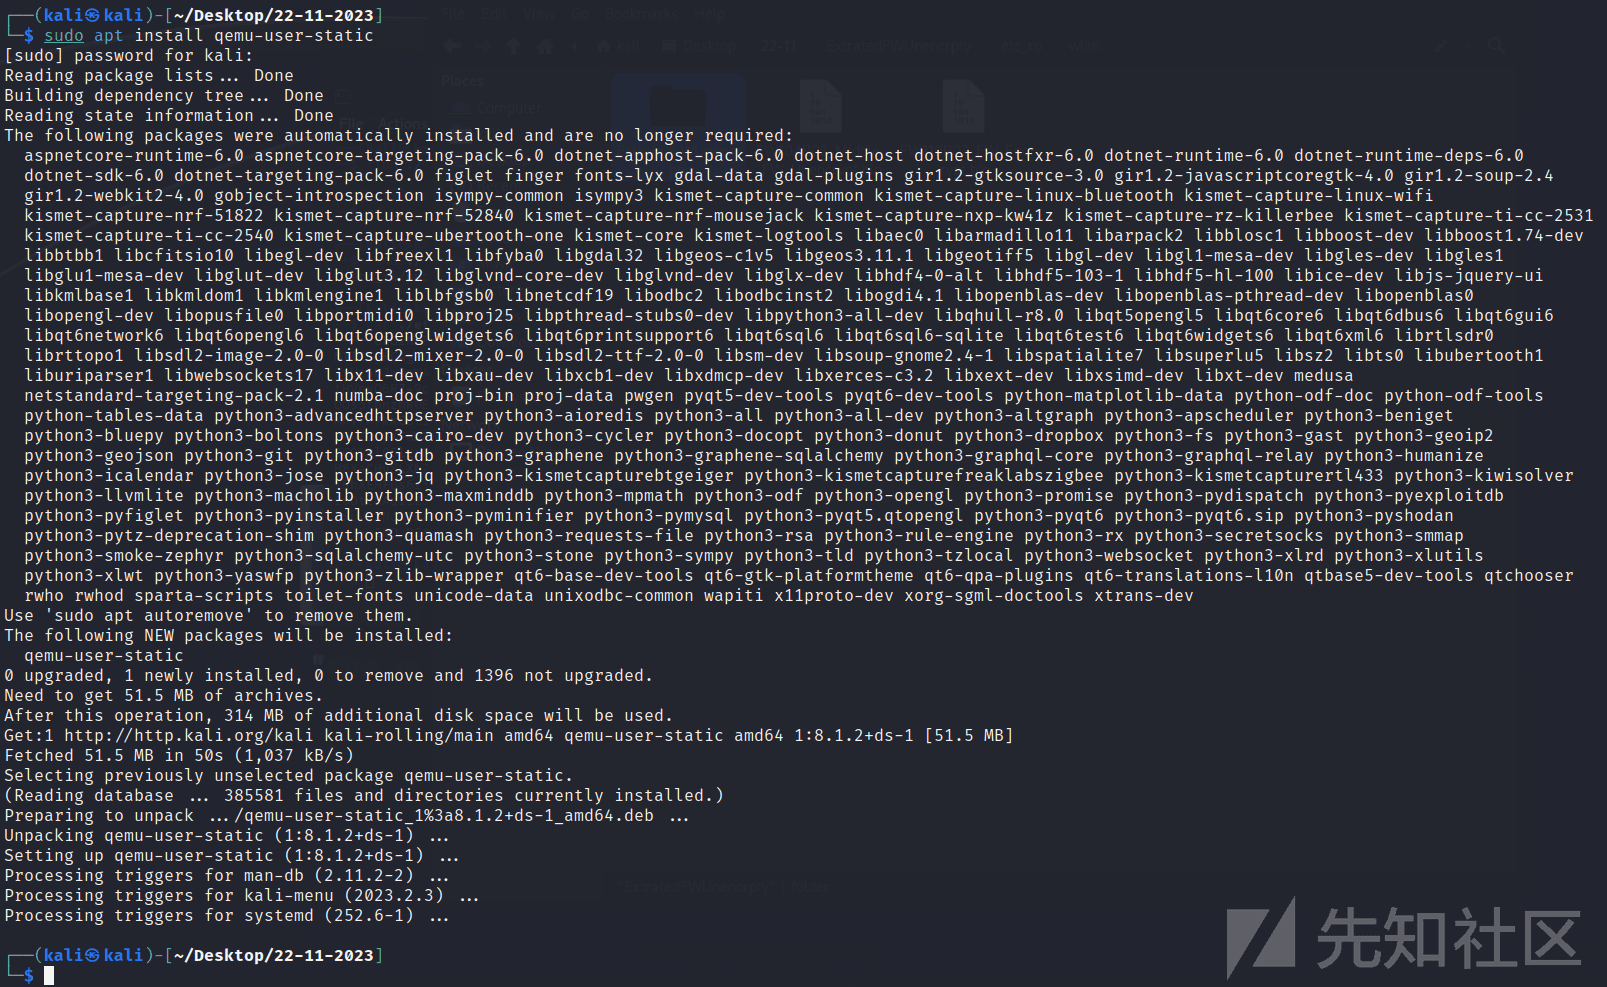 ┌──(kali㉿kali)-[~/Desktop/22-11-2023]
└─$ sudo apt install qemu-user-static
[sudo] password for kali:
Reading package lists... Done
Building dependency tree... Done
Reading state information... Done
The following packages were automatically installed and are no longer required:
aspnetcore-runtime-6.0 aspnetcore-targeting-pack-6.0 dotnet-apphost-pack-6.0 dotnet-host dotnet-hostfxr-6.0 dotnet-runtime-6.0 dotnet-runtime-deps-6.0
dotnet-sdk-6.0 dotnet-targeting-pack-6.0 figlet finger fonts-lyx gdal-data gdal-plugins gir1.2-gtksource-3.0 gir1.2-javascriptcoregtk-4.0 gir1.2-soup-2.4
gir1.2-webkit2-4.0 gobject-introspection isympy-common isympy3 kismet-capture-common kismet-capture-linux-bluetooth kismet-capture-linux-wifi
kismet-capture-nrf-51822 kismet-capture-nrf-52840 kismet-capture-nrf-mousejack kismet-capture-nxp-kw41z kismet-capture-rz-killerbee kismet-capture-ti-cc-2531
kismet-capture-ti-cc-2540 kismet-capture-ubertooth-one kismet-core kismet-logtools libaec0 libarmadillo11 libarpack2 libblosc1 libboost-dev libboost1.74-dev
libbtbb1 libcfitsio10 libegl-dev libfreexl1 libfyba0 libgdal32 libgeos-c1v5 libgeos3.11.1 libgeotiff5 libgl-dev libgl1-mesa-dev libgles-dev libgles1
libglu1-mesa-dev libglut-dev libglut3.12 libglvnd-core-dev libglvnd-dev libglx-dev libhdf4-0-alt libhdf5-103-1 libhdf5-hl-100 libice-dev libjs-jquery-ui
libkmlbase1 libkmldom1 libkmlengine1 liblbfgsb0 libnetcdf19 libodbc2 libodbcinst2 libogdi4.1 libopenblas-dev libopenblas-pthread-dev libopenblas0
libopengl-dev libopusfile0 libportmidi0 libproj25 libpthread-stubs0-dev libpython3-all-dev libqhull-r8.0 libqt5opengl5 libqt6core6 libqt6dbus6 libqt6gui6
libqt6network6 libqt6opengl6 libqt6openglwidgets6 libqt6printsupport6 libqt6sql6 libqt6sql6-sqlite libqt6test6 libqt6widgets6 libqt6xml6 librtlsdr0
librttopo1 libsdl2-image-2.0-0 libsdl2-mixer-2.0-0 libsdl2-ttf-2.0-0 libsm-dev libsoup-gnome2.4-1 libspatialite7 libsuperlu5 libsz2 libts0 libubertooth1
liburiparser1 libwebsockets17 libx11-dev libxau-dev libxcb1-dev libxdmcp-dev libxerces-c3.2 libxext-dev libxsimd-dev libxt-dev medusa
netstandard-targeting-pack-2.1 numba-doc proj-bin proj-data pwgen pyqt5-dev-tools pyqt6-dev-tools python-matplotlib-data python-odf-doc python-odf-tools
python-tables-data python3-advancedhttpserver python3-aioredis python3-all python3-all-dev python3-altgraph python3-apscheduler python3-beniget
python3-bluepy python3-boltons python3-cairo-dev python3-cycler python3-docopt python3-donut python3-dropbox python3-fs python3-gast python3-geoip2
python3-geojson python3-git python3-gitdb python3-graphene python3-graphene-sqlalchemy python3-graphql-core python3-graphql-relay python3-humanize
python3-icalendar python3-jose python3-jq python3-kismetcapturebtgeiger python3-kismetcapturefreaklabszigbee python3-kismetcapturertl433 python3-kiwisolver
python3-llvmlite python3-macholib python3-maxminddb python3-mpmath python3-odf python3-opengl python3-promise python3-pydispatch python3-pyexploitdb
python3-pyfiglet python3-pyinstaller python3-pyminifier python3-pymysql python3-pyqt5.qtopengl python3-pyqt6 python3-pyqt6.sip python3-pyshodan
python3-pytz-deprecation-shim python3-quamash python3-requests-file python3-rsa python3-rule-engine python3-rx python3-secretsocks python3-smmap
python3-smoke-zephyr python3-sqlalchemy-utc python3-stone python3-sympy python3-tld python3-tzlocal python3-websocket python3-xlrd python3-xlutils
python3-xlwt python3-yaswfp python3-zlib-wrapper qt6-base-dev-tools qt6-gtk-platformtheme qt6-qpa-plugins qt6-translations-l10n qtbase5-dev-tools qtchooser
rwho rwhod sparta-scripts toilet-fonts unicode-data unixodbc-common wapiti x11proto-dev xorg-sgml-doctools xtrans-dev
Use 'sudo apt autoremove' to remove them.
The following NEW packages will be installed:
qemu-user-static
0 upgraded, 1 newly installed, 0 to remove and 1396 not upgraded.
Need to get 51.5 MB of archives.
After this operation, 314 MB of additional disk space will be used.
Get:1 http://http.kali.org/kali kali-rolling/main amd64 qemu-user-static amd64 1:8.1.2+ds-1 [51.5 MB]
Fetched 51.5 MB in 50s (1,037 kB/s)
Selecting previously unselected package qemu-user-static.
(Reading database ... 385581 files and directories currently installed.)
Preparing to unpack .../qemu-user-static_1%3a8.1.2+ds-1_amd64.deb ...
Unpacking qemu-user-static (1:8.1.2+ds-1) ...
Setting up qemu-user-static (1:8.1.2+ds-1) ...
Processing triggers for man-db (2.11.2-2) ...
Processing triggers for kali-menu (2023.2.3) ...
Processing triggers for systemd (252.6-1) ...
┌──(kali㉿kali)-[~/Desktop/22-11-2023]
└─$
先知社区